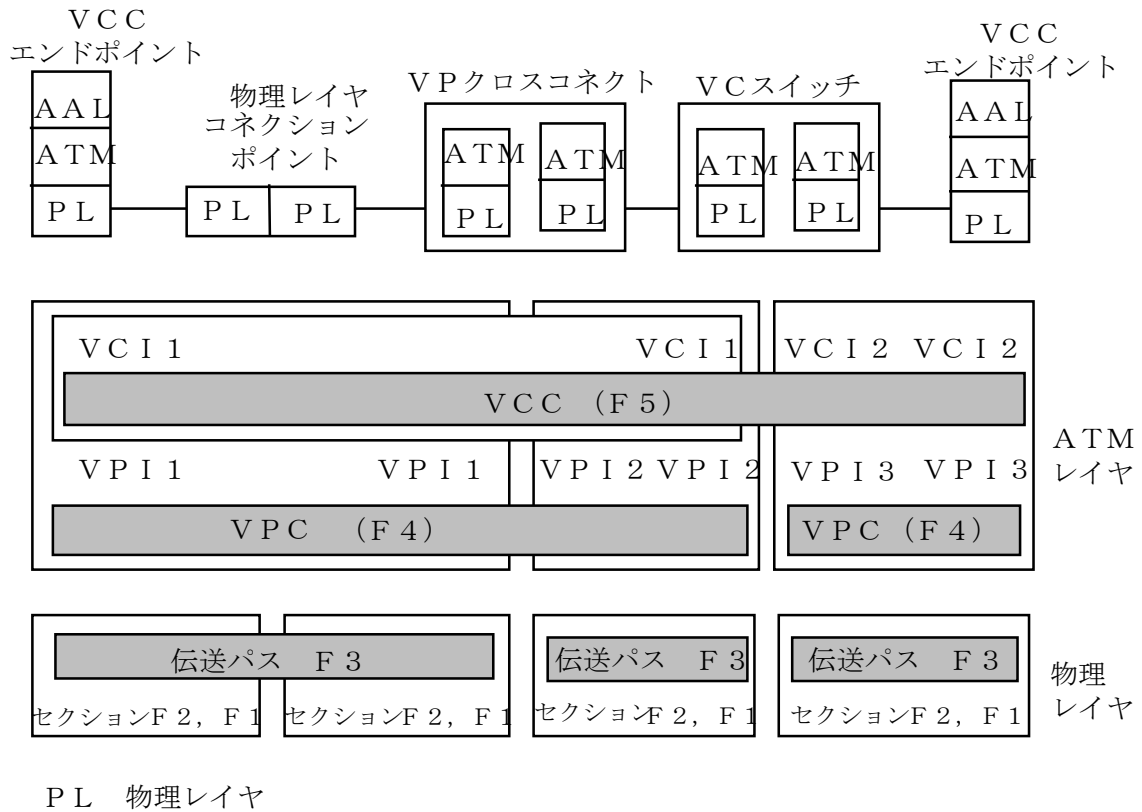 ＶＣＣ
エンドポイント
ＡＡＬ
ＡＴＭ
ＰＬ
物理レイヤ
コネクション
ポイント
ＰＬ　ＰＬ
ＶＰクロスコネクト
ＡＴＭ　ＡＴＭ
ＰＬ　ＰＬ
ＶＣスイッチ
ＡＴＭ　ＡＴＭ
ＰＬ　ＰＬ
ＶＣＣ
エンドポイント
ＡＡＬ
ＡＴＭ
ＰＬ
ＶＣＩ１　ＶＣＩ１　ＶＣＩ２　ＶＣＩ２
ＶＣＣ　（Ｆ５）
ＶＰＩ１　ＶＰＩ１　ＶＰＩ２　ＶＰＩ２　ＶＰＩ３　ＶＰＩ３
ＶＰＣ　（Ｆ４）　ＶＰＣ（Ｆ４）
ＡＴＭ
レイヤ
伝送パス　Ｆ３　伝送パス　Ｆ３　伝送パス　Ｆ３
セクションＦ２，Ｆ１　セクションＦ２，Ｆ１　セクションＦ２，Ｆ１　セクションＦ２，Ｆ１
物理
レイヤ
ＰＬ　物理レイヤ